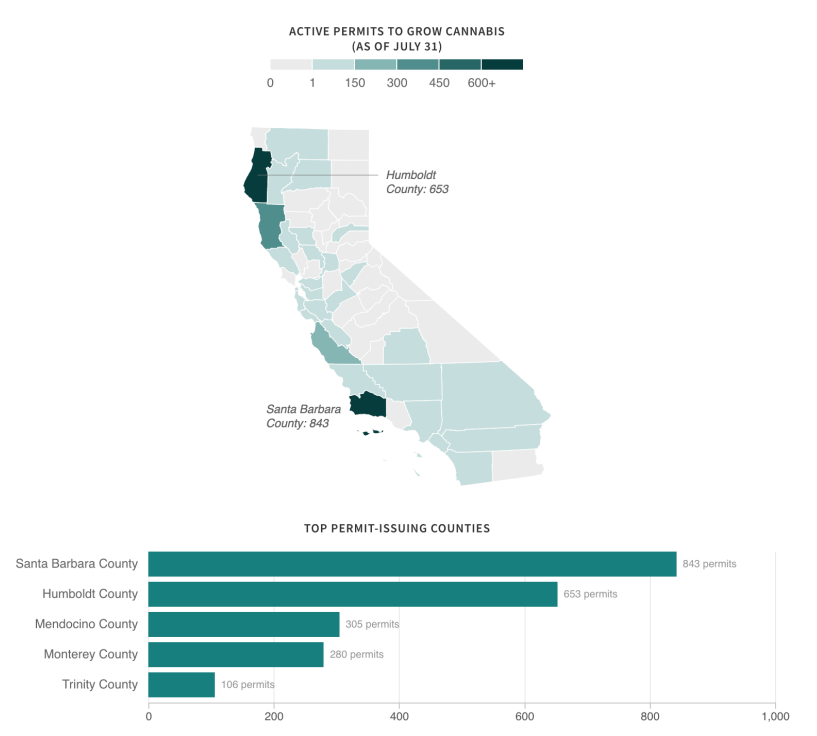 ACTIVE PERMITS TO GROW CANNABIS
(AS OF JULY 31)
0 1 150 300 450 600+
Humboldt
County: 653
Santa Barbara
County: 843
TOP PERMIT-ISSUING COUNTIES
Santa Barbara County 843 permits
Humboldt County 653 permits
Mendocino County 305 permits
Monterey County 280 permits
Trinity County 106 permits
0 200 400 600 800 1,000